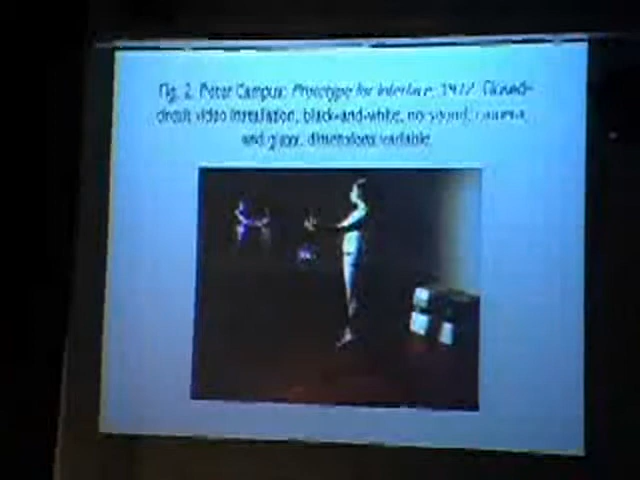 Fig. 2. Peter Campus, Prototype for Interface, 1972. Closed-
circuit video installation, black-and-white, no sound, camera,
and glass, dimensions variable